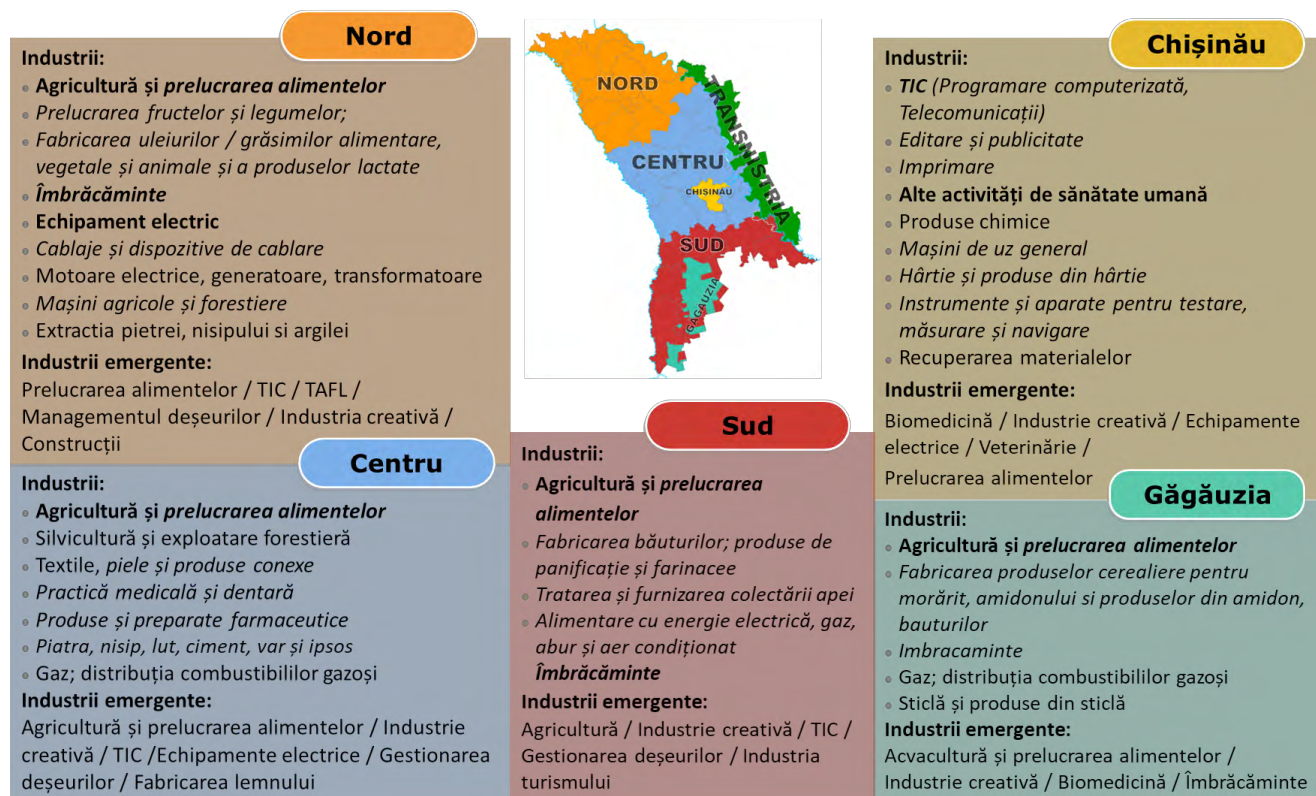 Nord
Industrii:
Agricultură și prelucrarea alimentelor
Prelucrarea fructelor și legumelor;
Fabricarea uleiurilor / grăsimilor alimentare,
vegetale și animale și a produselor lactate
Îmbrăcăminte
Echipament electric
Cablaje și dispozitive de cablare
Motoare electrice, generatoare, transformatoare
Mașini agricole și forestiere
Extractia pietrei, nisipului si argilei
Industrii emergente:
Prelucrarea alimentelor / TIC / TAFL /
Managementul deșeurilor / Industria creativă /
Construcții
NORD
TRANSNISTRIA
CENTRU
CHISINĂU
SUD
GAGAUZIA
Chișinău
Industrii:
TIC (Programare computerizată,
Telecomunicații)
Editare și publicitate
Imprimare
Alte activități de sănătate umană
Produse chimice
Mașini de uz general
Hârtie și produse din hârtie
Instrumente și aparate pentru testare,
măsurare și navigare
Recuperarea materialelor
Industrii emergente:
Biomedicină / Industrie creativă / Echipamente
electrice / Veterinărie /
Prelucrarea alimentelor
Centru
Industrii:
Agricultură și prelucrarea alimentelor
Silvicultură și exploatare forestieră
Textile, piele și produse conexe
Practică medicală și dentară
Produse și preparate farmaceutice
Piatra, nisip, lut, ciment, var și ipsos
Gaz; distribuția combustibililor gazoși
Industrii emergente:
Agricultură și prelucrarea alimentelor / Industrie
creativă / TIC /Echipamente electrice / Gestionarea
deșeurilor / Fabricarea lemnului
Sud
Industrii:
Agricultură și prelucrarea
alimentelor
Fabricarea băuturilor; produse de
panificație și farinacee
Tratarea și furnizarea colectării apei
Alimentare cu energie electrică, gaz,
abur și aer condiționat
Îmbrăcăminte
Industrii emergente:
Agricultură / Industrie creativă / TIC /
Gestionarea deșeurilor / Industria
turismului
Găgăuzia
Industrii:
Agricultură și prelucrarea alimentelor
Fabricarea produselor cerealiere pentru
morărit, amidonului si produselor din amidon,
bauturilor
Imbracaminte
Gaz; distribuția combustibililor gazoși
Sticlă și produse din sticlă
Industrii emergente:
Acvacultură și prelucrarea alimentelor /
Industrie creativă / Biomedicină / Îmbrăcăminte